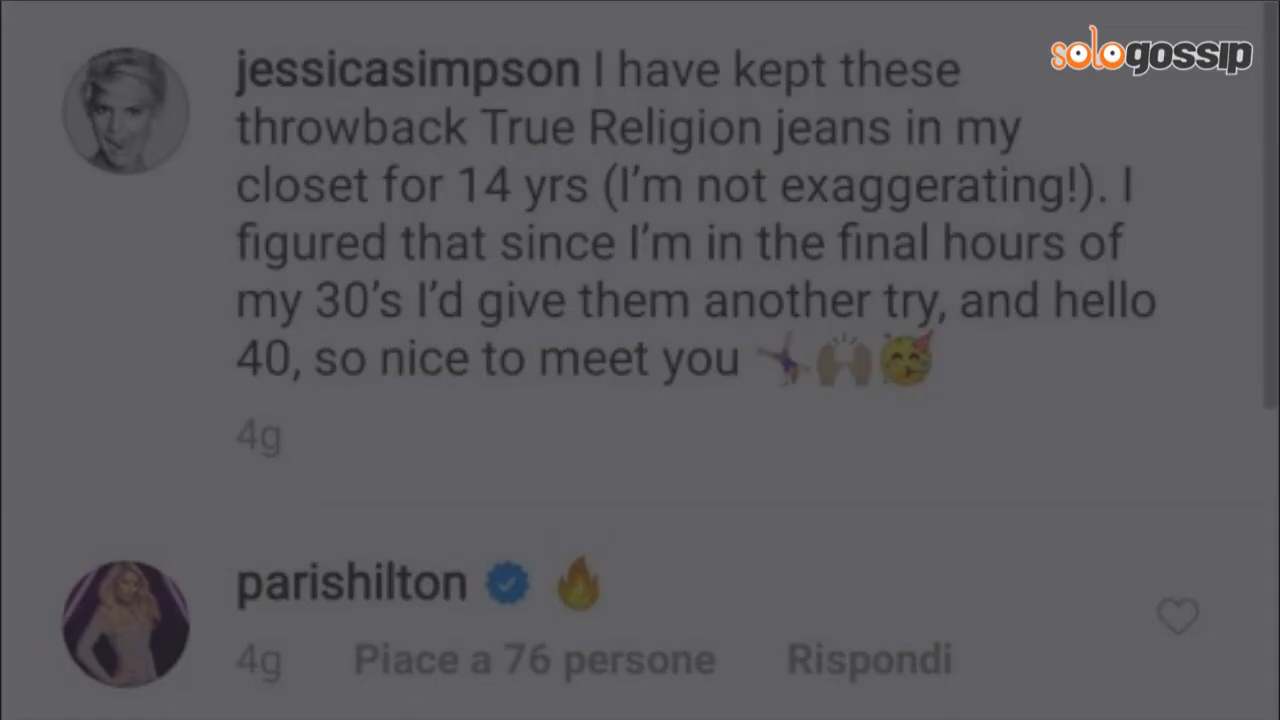 sologossip
jessicasimpson I have kept these
throwback True Religion jeans in my
closet for 14 yrs (I’m not exaggerating!). I
figured that since I’m in the final hours of
my 30’s I’d give them another try, and hello
40, so nice to meet you 🤸‍♀️🙌🏼🥳
4g
parishilton 🔥
4g Piace a 76 persone Rispondi